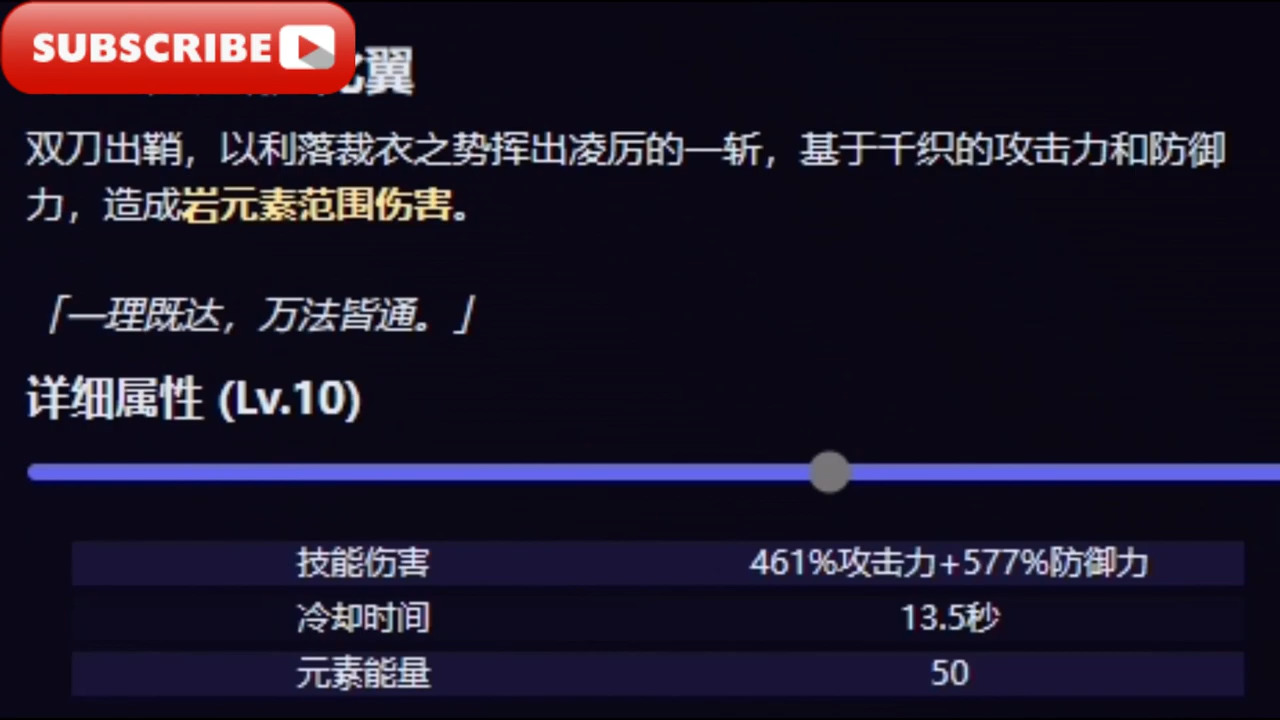 SUBSCRIBE
翼
双刀出鞘，以利落裁衣之势挥出凌厉的一斩，基于千织的攻击力和防御
力，造成岩元素范围伤害。
「一理既达，万法皆通。」
详细属性 (Lv.10)
技能伤害 461%攻击力+577%防御力
冷却时间 13.5秒
元素能量 50